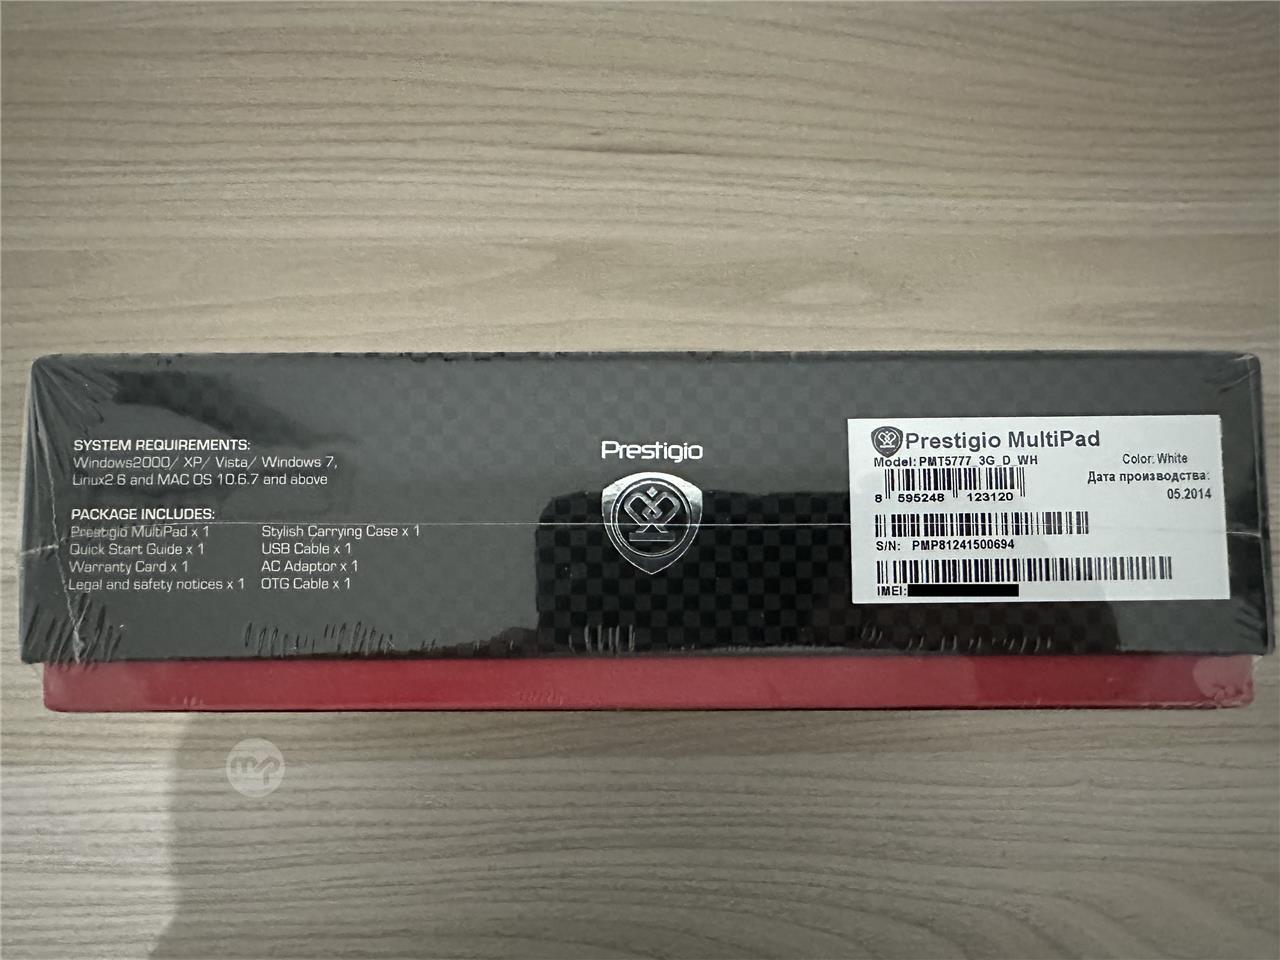 SYSTEM REQUIREMENTS:
Windows2000/ XP/ Vista/ Windows 7,
Linux2.6 and MAC OS 10.6.7 and above
PACKAGE INCLUDES:
Prestigio MultiPad x 1
Quick Start Guide x 1
Warranty Card x 1
Legal and safety notices x 1
Stylish Carrying Case x 1
USB Cable x 1
AC Adaptor x 1
OTG Cable x 1
Prestigio
Prestigio MultiPad
Model: PMT5777_3G_D_WH
Color: White
Дата производства:
05.2014
8 595248 123120
S/N: PMP81241500694
IMEI:
mp